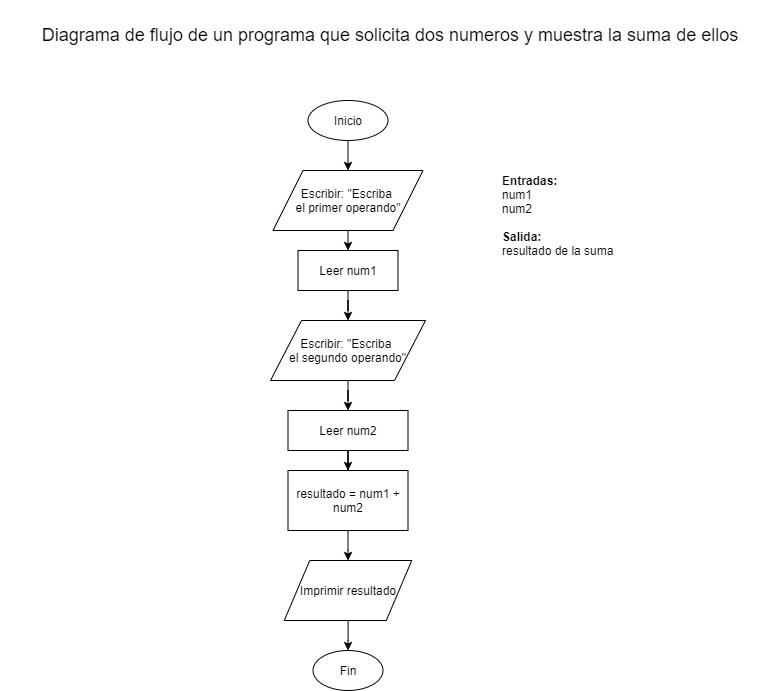 Diagrama de flujo de un programa que solicita dos numeros y muestra la suma de ellos
Inicio
Escribir: "Escriba
el primer operando"
Entradas:
num1
num2
Salida:
resultado de la suma
Leer num1
Escribir: "Escriba
el segundo operando"
Leer num2
resultado = num1 +
num2
Imprimir resultado
Fin